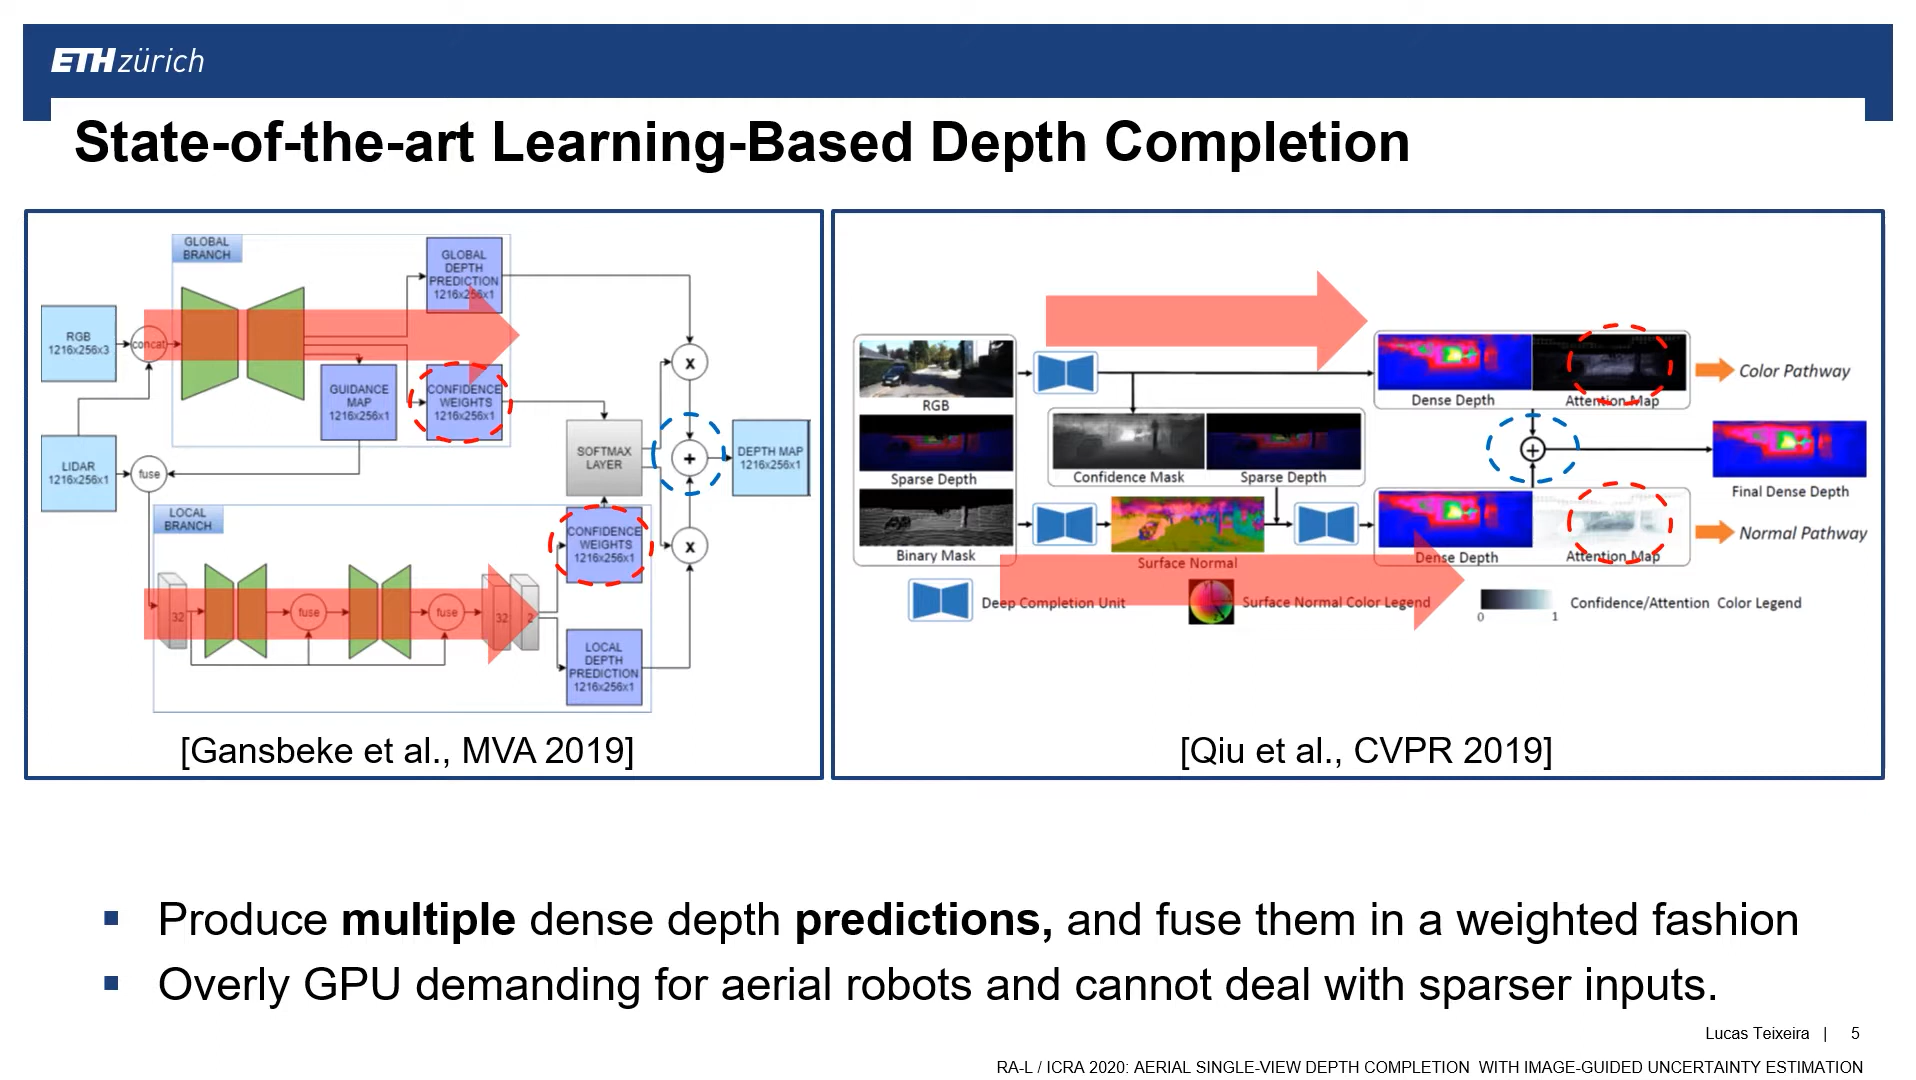 ETH zürich
State-of-the-art Learning-Based Depth Completion
GLOBAL
BRANCH
GLOBAL
DEPTH
PREDICTION
1216x256x1
RGB
1216x256x3
concat
x
GUIDANCE
MAP
1216x256x1
CONFIDENCE
WEIGHTS
1216x256x1
LIDAR
1216x256x1
fuse
SOFTMAX
LAYER
+
DEPTH MAP
1216x256x1
LOCAL
BRANCH
CONFIDENCE
WEIGHTS
1216x256x1
x
32
fuse
fuse
32
2
LOCAL
DEPTH
PREDICTION
1216x256x1
[Gansbeke et al., MVA 2019]
RGB
Sparse Depth
Binary Mask
Confidence Mask
Sparse Depth
Surface Normal
Dense Depth
Attention Map
Color Pathway
+
Final Dense Depth
Dense Depth
Attention Map
Normal Pathway
Deep Completion Unit
Surface Normal Color Legend
0
1
Confidence/Attention Color Legend
[Qiu et al., CVPR 2019]
▪ Produce multiple dense depth predictions, and fuse them in a weighted fashion
▪ Overly GPU demanding for aerial robots and cannot deal with sparser inputs.
Lucas Teixeira | 5
RA-L / ICRA 2020: AERIAL SINGLE-VIEW DEPTH COMPLETION WITH IMAGE-GUIDED UNCERTAINTY ESTIMATION